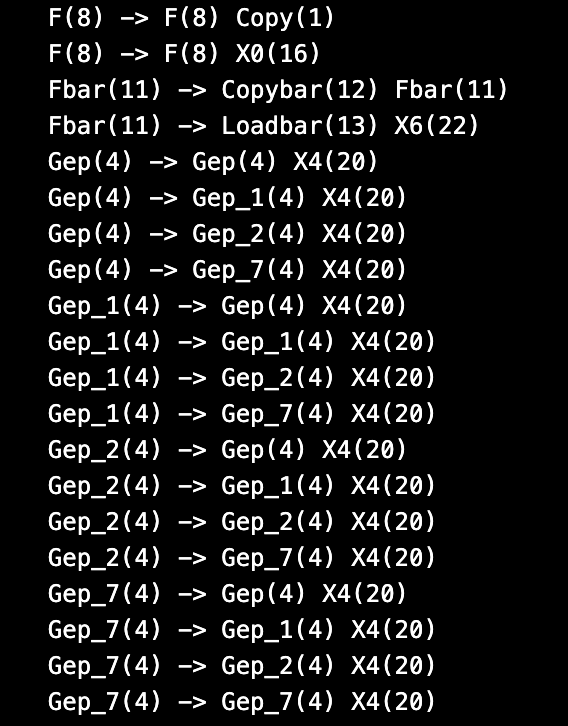 F(8) -> F(8) Copy(1)
F(8) -> F(8) X0(16)
Fbar(11) -> Copybar(12) Fbar(11)
Fbar(11) -> Loadbar(13) X6(22)
Gep(4) -> Gep(4) X4(20)
Gep(4) -> Gep_1(4) X4(20)
Gep(4) -> Gep_2(4) X4(20)
Gep(4) -> Gep_7(4) X4(20)
Gep_1(4) -> Gep(4) X4(20)
Gep_1(4) -> Gep_1(4) X4(20)
Gep_1(4) -> Gep_2(4) X4(20)
Gep_1(4) -> Gep_7(4) X4(20)
Gep_2(4) -> Gep(4) X4(20)
Gep_2(4) -> Gep_1(4) X4(20)
Gep_2(4) -> Gep_2(4) X4(20)
Gep_2(4) -> Gep_7(4) X4(20)
Gep_7(4) -> Gep(4) X4(20)
Gep_7(4) -> Gep_1(4) X4(20)
Gep_7(4) -> Gep_2(4) X4(20)
Gep_7(4) -> Gep_7(4) X4(20)